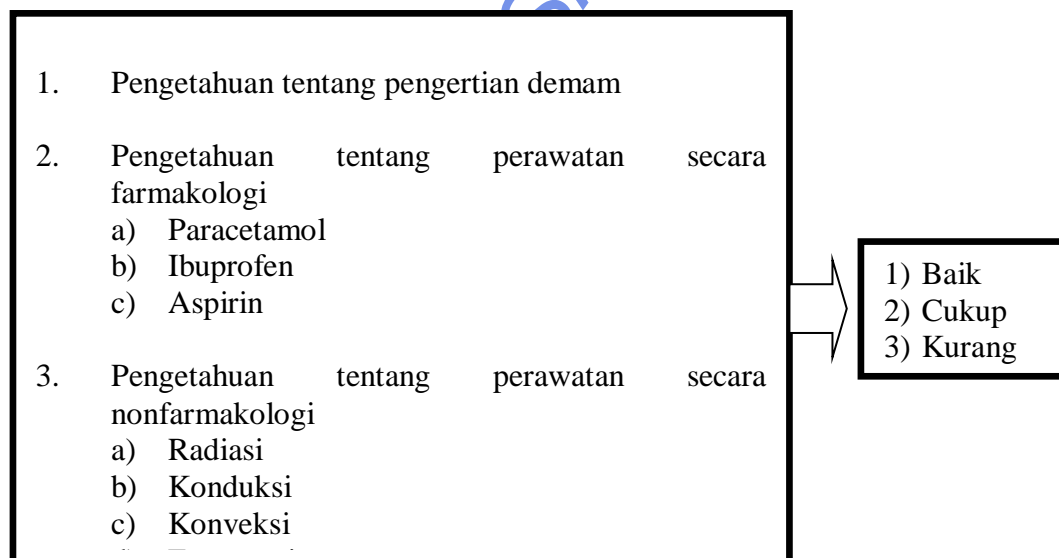 1. Pengetahuan tentang pengertian demam
2. Pengetahuan tentang perawatan secara
farmakologi
a) Paracetamol
b) Ibuprofen
c) Aspirin
3. Pengetahuan tentang perawatan secara
nonfarmakologi
a) Radiasi
b) Konduksi
c) Konveksi
1) Baik
2) Cukup
3) Kurang